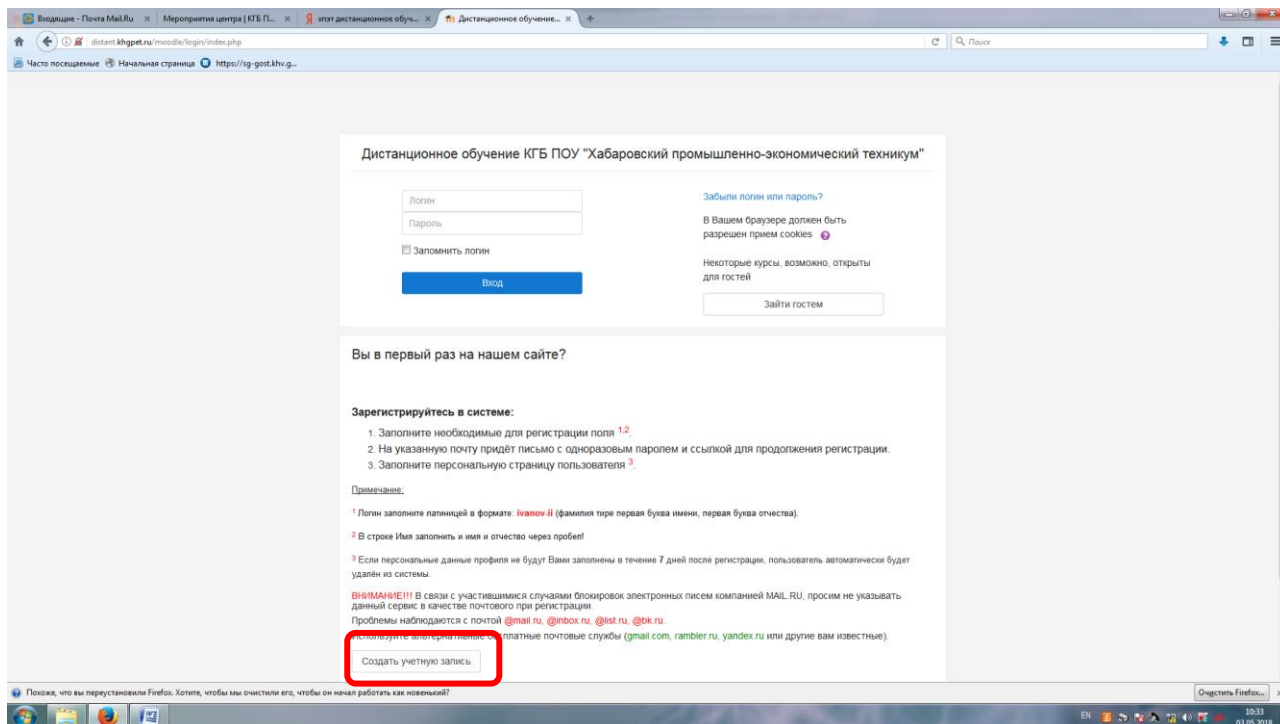 Входящие - Почта Mail.Ru
Мероприятия центра | КГБ П...
хпэт дистанционное обуч...
Дистанционное обучение...
distant.khgpet.ru/moodle/login/index.php
Поиск
Часто посещаемые
Начальная страница
https://sg-gost.khv.g...
Дистанционное обучение КГБ ПОУ "Хабаровский промышленно-экономический техникум"
Логин
Пароль
Запомнить логин
Вход
Забыли логин или пароль?
В Вашем браузере должен быть
разрешен прием cookies
Некоторые курсы, возможно, открыты
для гостей
Зайти гостем
Вы в первый раз на нашем сайте?
Зарегистрируйтесь в системе:
1. Заполните необходимые для регистрации поля 1,2.
2. На указанную почту придёт письмо с одноразовым паролем и ссылкой для продолжения регистрации.
3. Заполните персональную страницу пользователя 3.
Примечание:
1 Логин заполните латиницей в формате: ivanov-ii (фамилия тире первая буква имени, первая буква отчества).
2 В строке Имя заполнить и имя и отчество через пробел!
3 Если персональные данные профиля не будут Вами заполнены в течение 7 дней после регистрации, пользователь автоматически будет
удалён из системы.
ВНИМАНИЕ!!! В связи с участившимися случаями блокировок электронных писем компанией MAIL.RU, просим не указывать
данный сервис в качестве почтового при регистрации.
Проблемы наблюдаются с почтой @mail.ru, @inbox.ru, @list.ru, @bk.ru.
Используйте альтернативные бесплатные почтовые службы (gmail.com, rambler.ru, yandex.ru или другие вам известные).
Создать учетную запись
Похоже, что вы переустановили Firefox. Хотите, чтобы мы очистили его, чтобы он начал работать как новенький?
Очистить Firefox...
EN
10:33